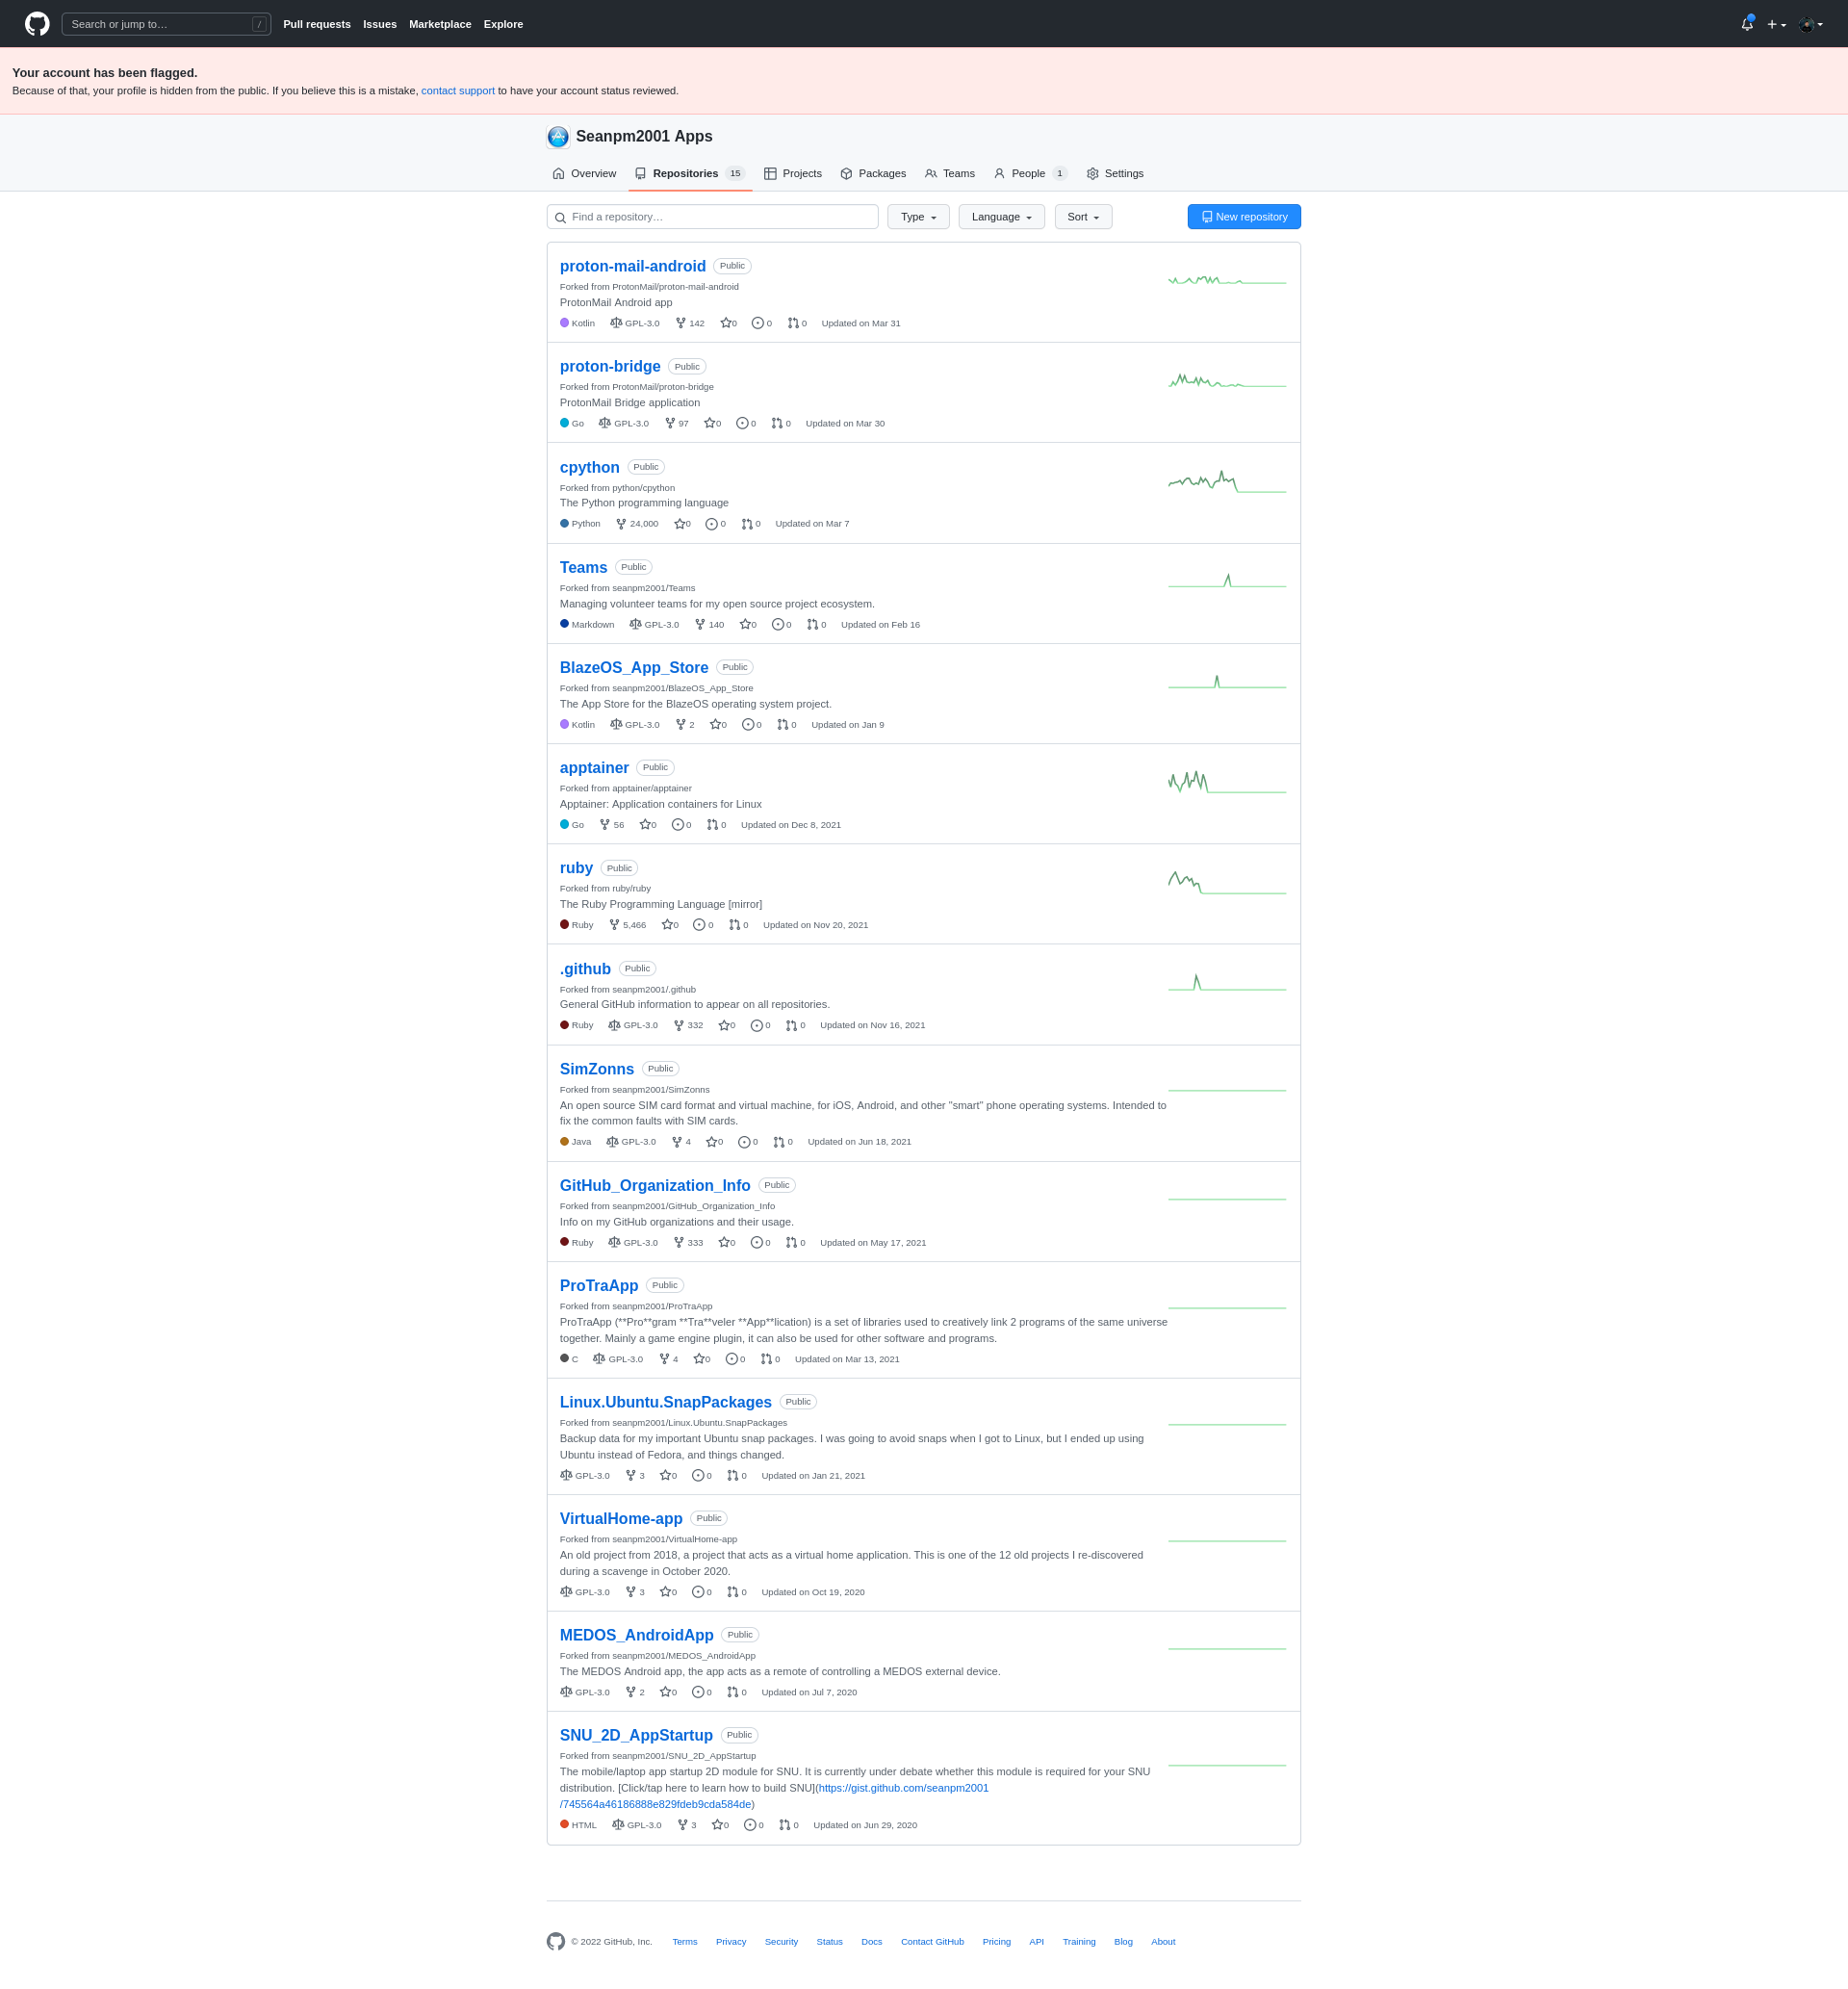 Search or jump to… /
Pull requests Issues Marketplace Explore
Your account has been flagged.
Because of that, your profile is hidden from the public. If you believe this is a mistake, contact support to have your account status reviewed.
Seanpm2001 Apps
Overview Repositories 15 Projects Packages Teams People 1 Settings
Find a repository… Type Language Sort New repository
proton-mail-android Public
Forked from ProtonMail/proton-mail-android
ProtonMail Android app
Kotlin GPL-3.0 142 0 0 0 Updated on Mar 31
proton-bridge Public
Forked from ProtonMail/proton-bridge
ProtonMail Bridge application
Go GPL-3.0 97 0 0 0 Updated on Mar 30
cpython Public
Forked from python/cpython
The Python programming language
Python 24,000 0 0 0 Updated on Mar 7
Teams Public
Forked from seanpm2001/Teams
Managing volunteer teams for my open source project ecosystem.
Markdown GPL-3.0 140 0 0 0 Updated on Feb 16
BlazeOS_App_Store Public
Forked from seanpm2001/BlazeOS_App_Store
The App Store for the BlazeOS operating system project.
Kotlin GPL-3.0 2 0 0 0 Updated on Jan 9
apptainer Public
Forked from apptainer/apptainer
Apptainer: Application containers for Linux
Go 56 0 0 0 Updated on Dec 8, 2021
ruby Public
Forked from ruby/ruby
The Ruby Programming Language [mirror]
Ruby 5,466 0 0 0 Updated on Nov 20, 2021
.github Public
Forked from seanpm2001/.github
General GitHub information to appear on all repositories.
Ruby GPL-3.0 332 0 0 0 Updated on Nov 16, 2021
SimZonns Public
Forked from seanpm2001/SimZonns
An open source SIM card format and virtual machine, for iOS, Android, and other "smart" phone operating systems. Intended to
fix the common faults with SIM cards.
Java GPL-3.0 4 0 0 0 Updated on Jun 18, 2021
GitHub_Organization_Info Public
Forked from seanpm2001/GitHub_Organization_Info
Info on my GitHub organizations and their usage.
Ruby GPL-3.0 333 0 0 0 Updated on May 17, 2021
ProTraApp Public
Forked from seanpm2001/ProTraApp
ProTraApp (**Pro**gram **Tra**veler **App**lication) is a set of libraries used to creatively link 2 programs of the same universe
together. Mainly a game engine plugin, it can also be used for other software and programs.
C GPL-3.0 4 0 0 0 Updated on Mar 13, 2021
Linux.Ubuntu.SnapPackages Public
Forked from seanpm2001/Linux.Ubuntu.SnapPackages
Backup data for my important Ubuntu snap packages. I was going to avoid snaps when I got to Linux, but I ended up using
Ubuntu instead of Fedora, and things changed.
GPL-3.0 3 0 0 0 Updated on Jan 21, 2021
VirtualHome-app Public
Forked from seanpm2001/VirtualHome-app
An old project from 2018, a project that acts as a virtual home application. This is one of the 12 old projects I re-discovered
during a scavenge in October 2020.
GPL-3.0 3 0 0 0 Updated on Oct 19, 2020
MEDOS_AndroidApp Public
Forked from seanpm2001/MEDOS_AndroidApp
The MEDOS Android app, the app acts as a remote of controlling a MEDOS external device.
GPL-3.0 2 0 0 0 Updated on Jul 7, 2020
SNU_2D_AppStartup Public
Forked from seanpm2001/SNU_2D_AppStartup
The mobile/laptop app startup 2D module for SNU. It is currently under debate whether this module is required for your SNU
distribution. [Click/tap here to learn how to build SNU](https://gist.github.com/seanpm2001
/745564a46186888e829fdeb9cda584de)
HTML GPL-3.0 3 0 0 0 Updated on Jun 29, 2020
© 2022 GitHub, Inc. Terms Privacy Security Status Docs Contact GitHub Pricing API Training Blog About